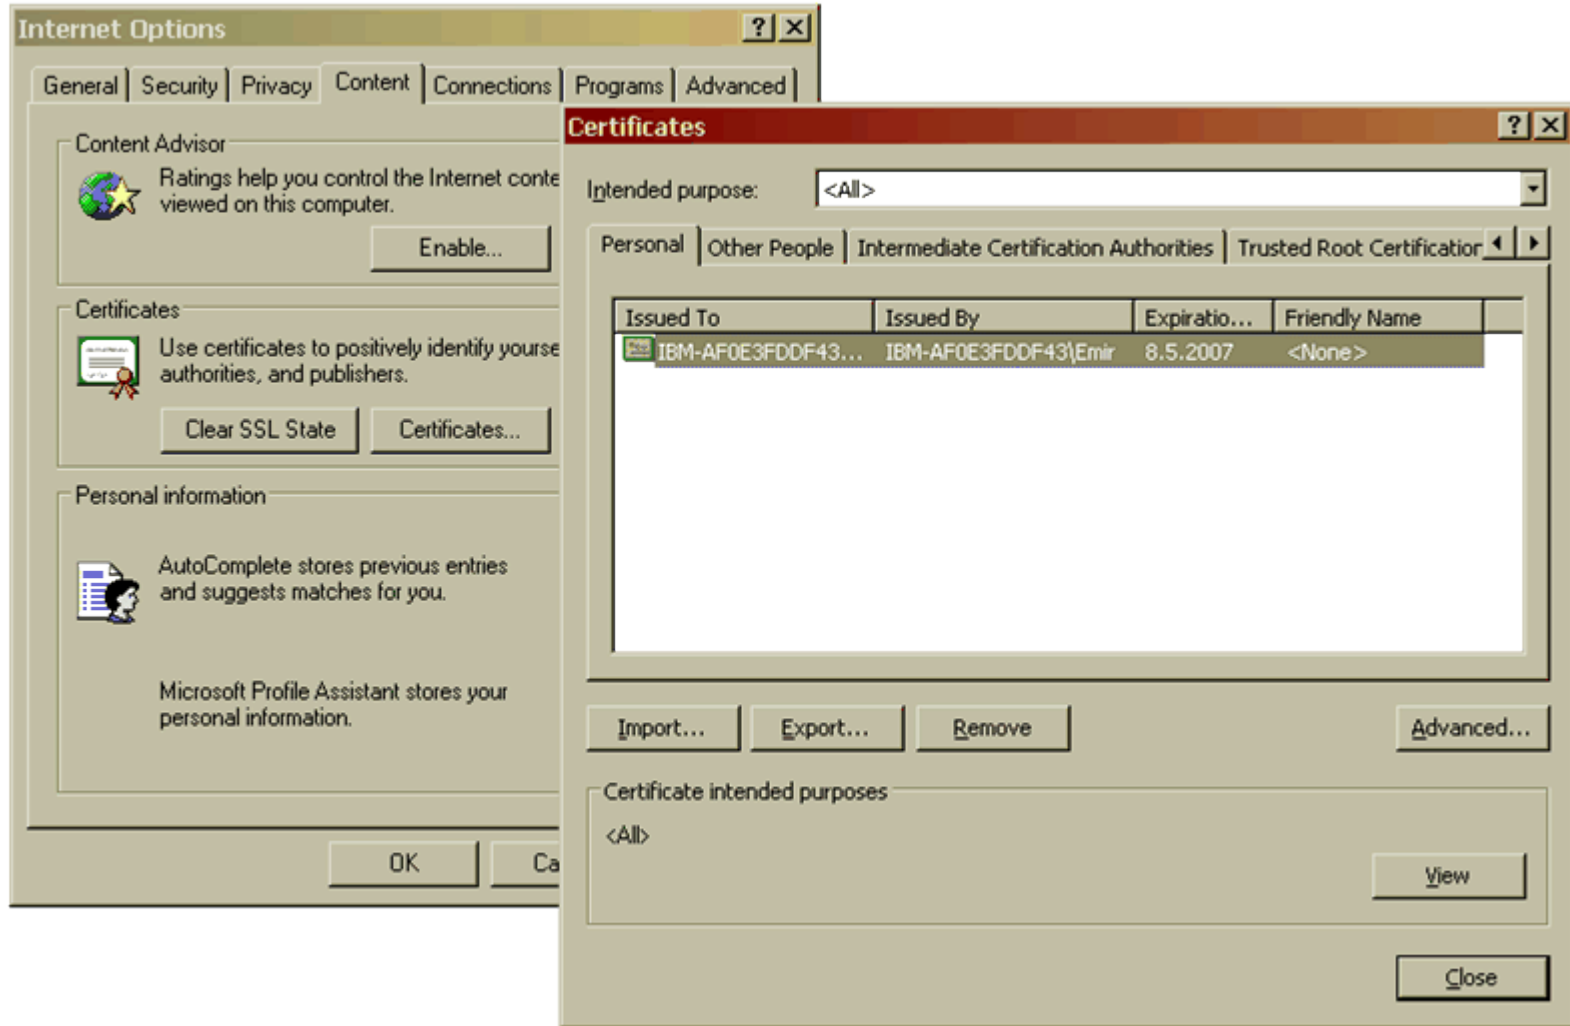 Internet Options
General Security Privacy Content Connections Programs Advanced
Content Advisor
Ratings help you control the Internet conte
viewed on this computer.
Enable...
Certificates
Use certificates to positively identify yourse
authorities, and publishers.
Clear SSL State Certificates...
Personal information
AutoComplete stores previous entries
and suggests matches for you.
Microsoft Profile Assistant stores your
personal information.
OK Ca
Certificates
Intended purpose: <All>
Personal Other People Intermediate Certification Authorities Trusted Root Certification
Issued To Issued By Expiratio... Friendly Name
IBM-AF0E3FDDF43... IBM-AF0E3FDDF43\Emir 8.5.2007 <None>
Import... Export... Remove Advanced...
Certificate intended purposes
<All>
View
Close